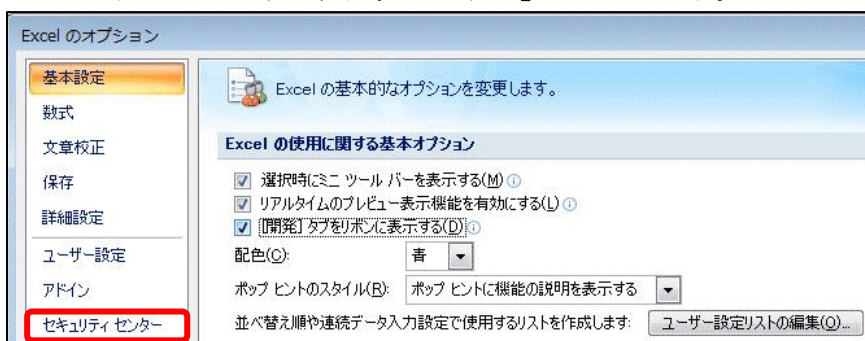 Excel のオプション
基本設定
数式
文章校正
保存
詳細設定
ユーザー設定
アドイン
セキュリティ センター
Excel の基本的なオプションを変更します。
Excel の使用に関する基本オプション
選択時にミニ ツール バーを表示する(M)
リアルタイムのプレビュー表示機能を有効にする(L)
[開発] タブをリボンに表示する(D)
配色(C): 青
ポップ ヒントのスタイル(R): ポップ ヒントに機能の説明を表示する
並べ替え順や連続データ入力設定で使用するリストを作成します: ユーザー設定リストの編集(O)...